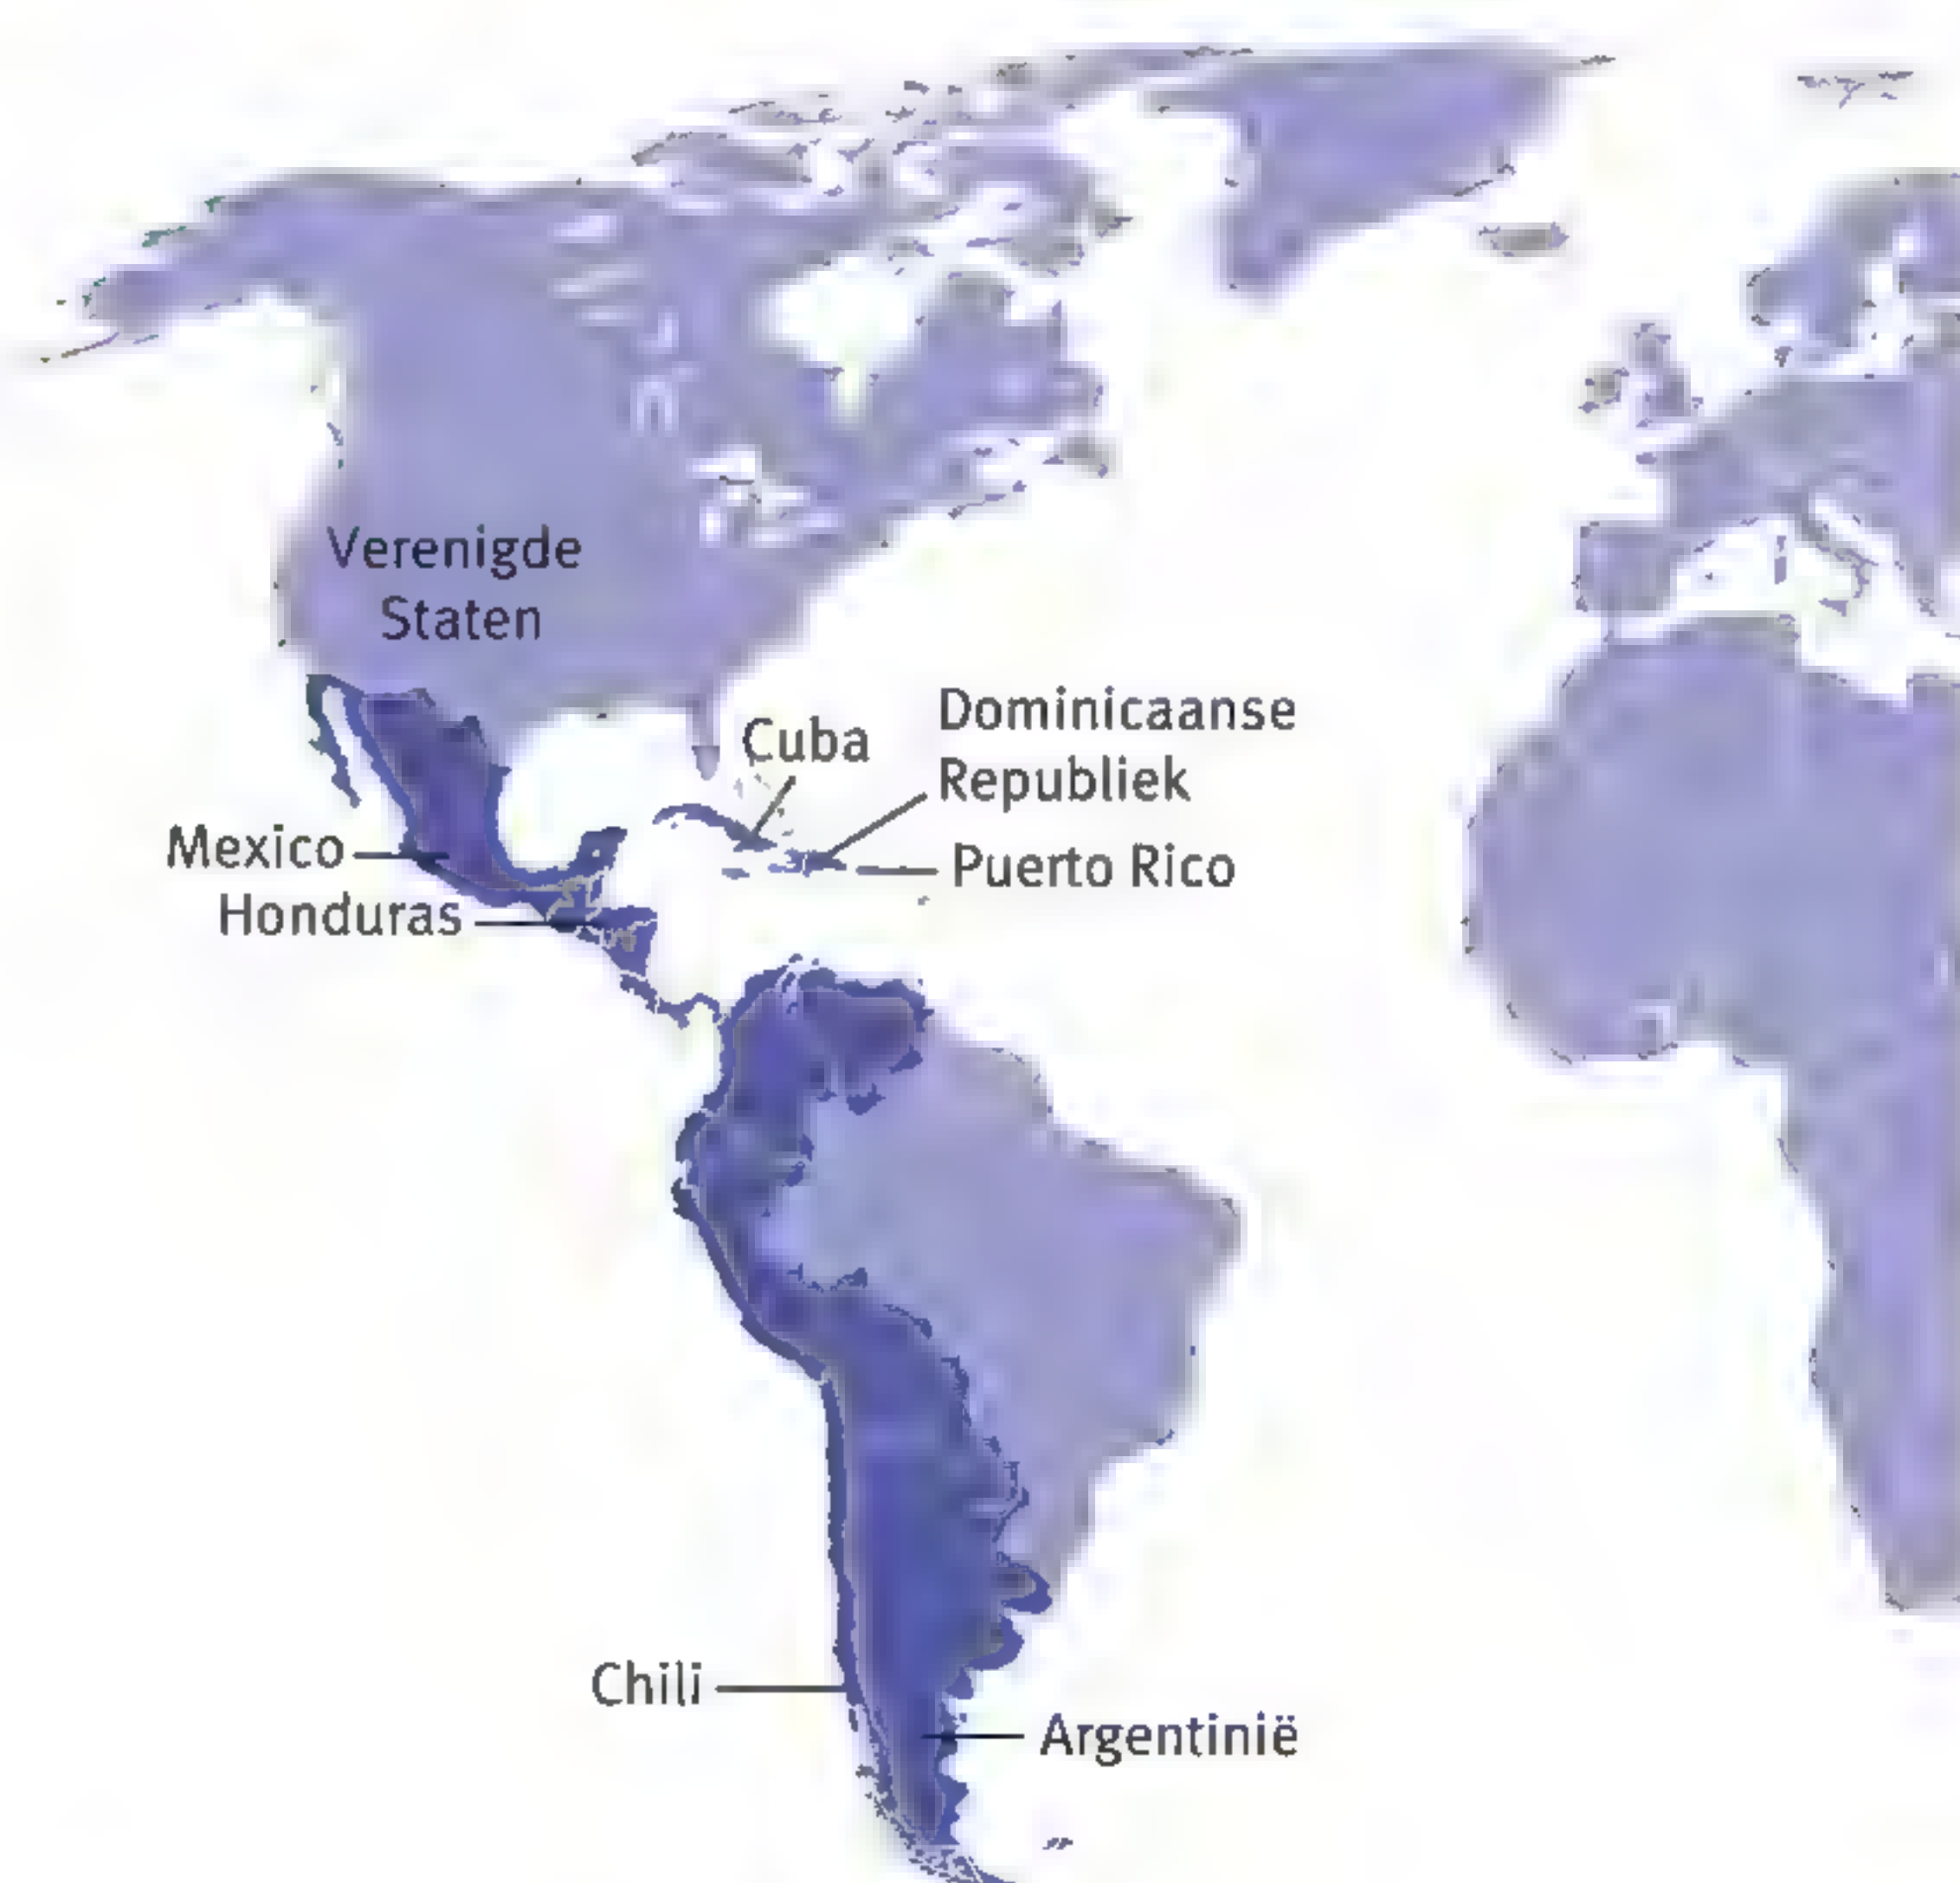 Verenigde
Staten
Cuba
Dominicaanse
Republiek
Mexico
Puerto Rico
Honduras
Chili
Argentinië